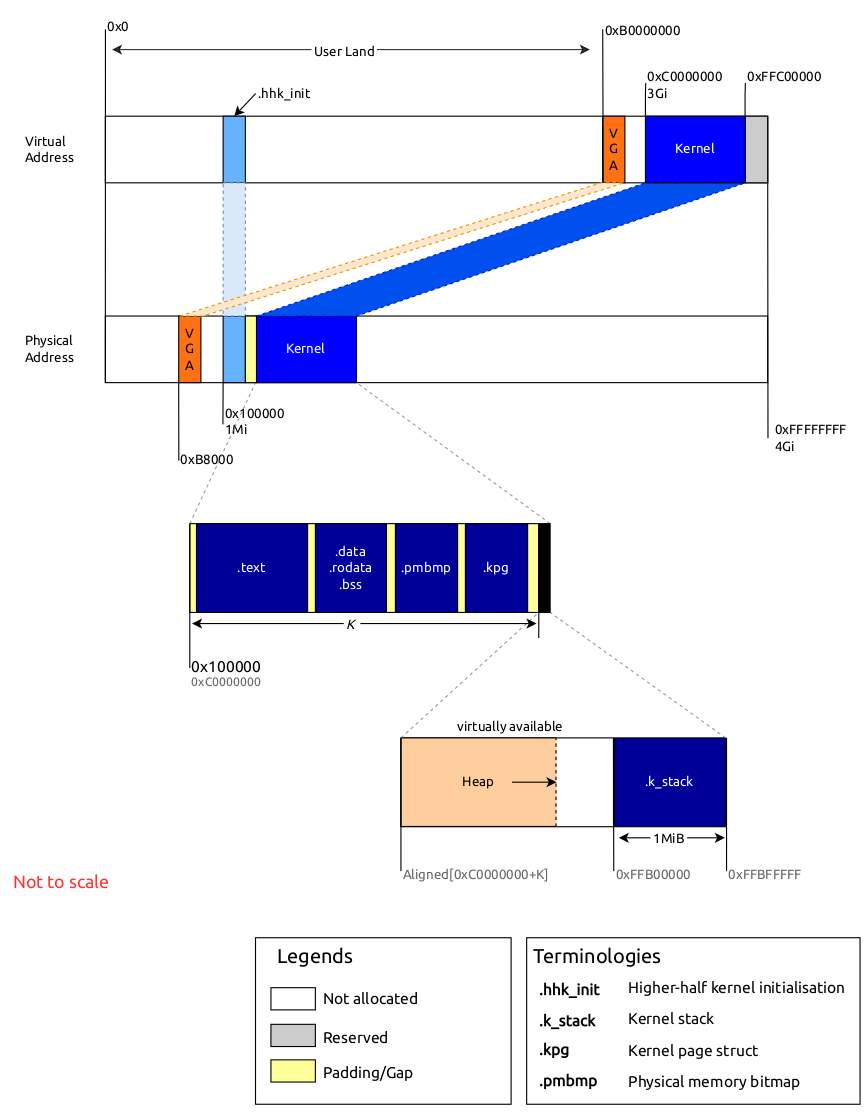 0x0
0xB0000000
User Land
0xC0000000
3Gi
0xFFC00000
.hhk_init
Virtual
Address
V
G
A
Kernel
Physical
Address
V
G
A
Kernel
0x100000
1Mi
0xB8000
0xFFFFFFFF
4Gi
.text
.data
.rodata
.bss
.pmbmp
.kpg
K
0x100000
0xC0000000
virtually available
Heap
.k_stack
1MiB
Aligned[0xC0000000+K]
0xFFB00000
0xFFBFFFFF
Not to scale
Legends
Not allocated
Reserved
Padding/Gap
Terminologies
.hhk_init Higher-half kernel initialisation
.k_stack Kernel stack
.kpg Kernel page struct
.pmbmp Physical memory bitmap